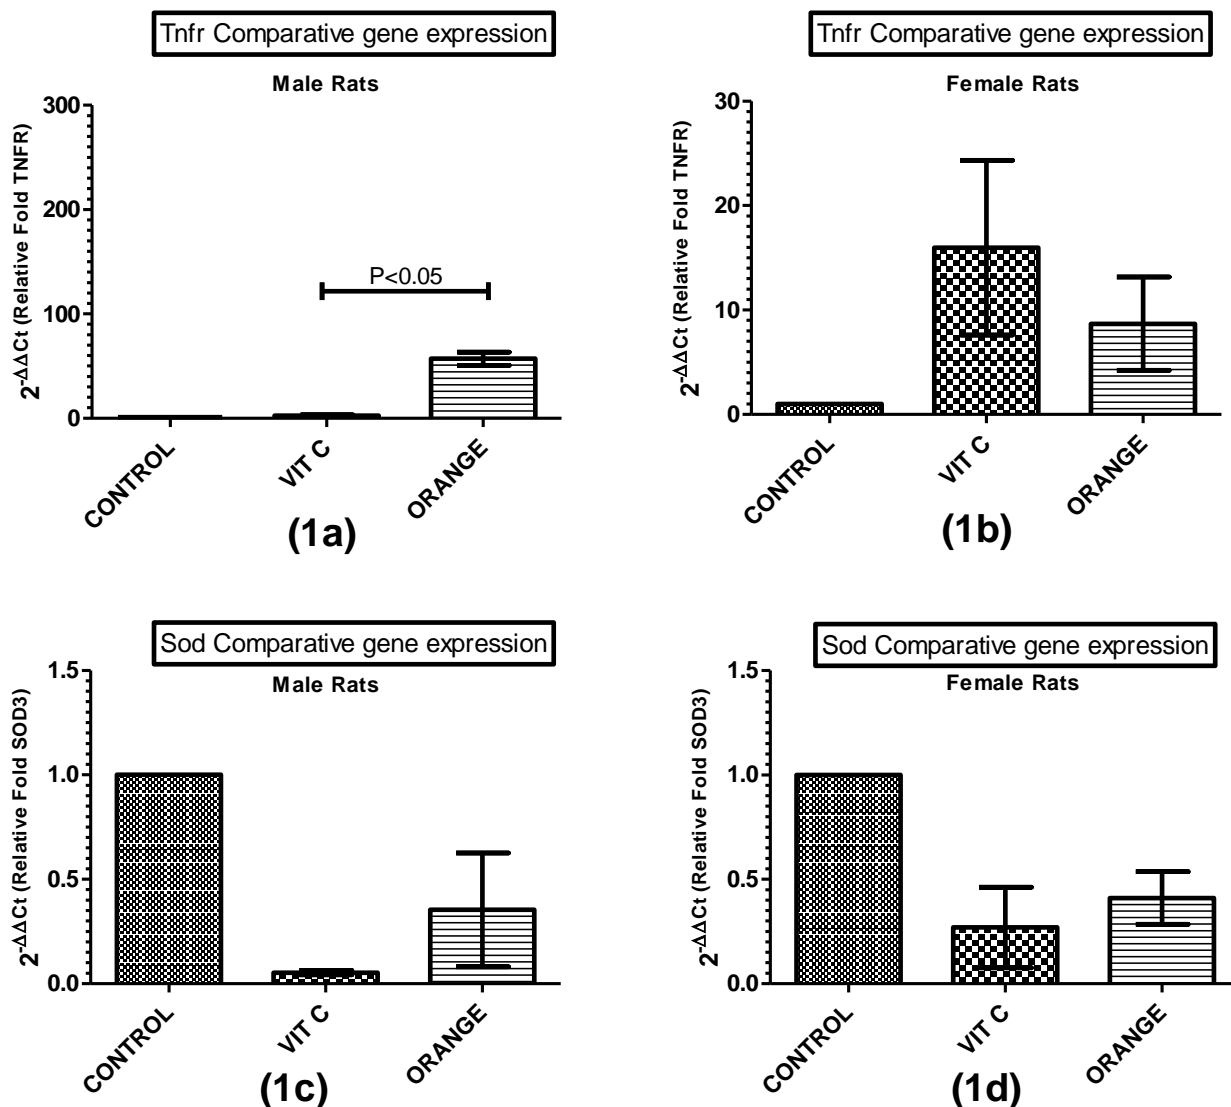 Tnfr Comparative gene expression
Male Rats
2-ΔΔCt (Relative Fold TNFR)
300
200
100
0
P<0.05
CONTROL
VIT C
ORANGE
(1a)
Tnfr Comparative gene expression
Female Rats
2-ΔΔCt (Relative Fold TNFR)
30
20
10
0
CONTROL
VIT C
ORANGE
(1b)
Sod Comparative gene expression
Male Rats
2-ΔΔCt (Relative Fold SOD3)
1.5
1.0
0.5
0.0
CONTROL
VIT C
ORANGE
(1c)
Sod Comparative gene expression
Female Rats
2-ΔΔCt (Relative Fold SOD3)
1.5
1.0
0.5
0.0
CONTROL
VIT C
ORANGE
(1d)